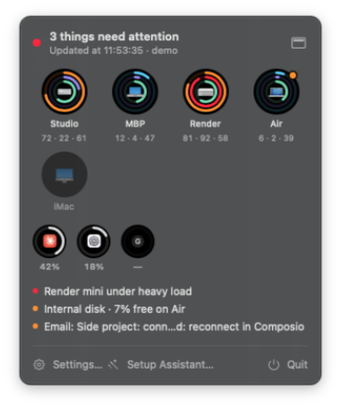 3 things need attention
Updated at 11:53:35 · demo
Studio MBP Render Air
72 · 22 · 61 12 · 4 · 47 81 · 92 · 58 6 · 2 · 39
iMac
G
42% 16% —
Render mini under heavy load
Internal disk · 7% free on Air
Email: Side project: conn...d: reconnect in Composio
Settings... Setup Assistant... Quit